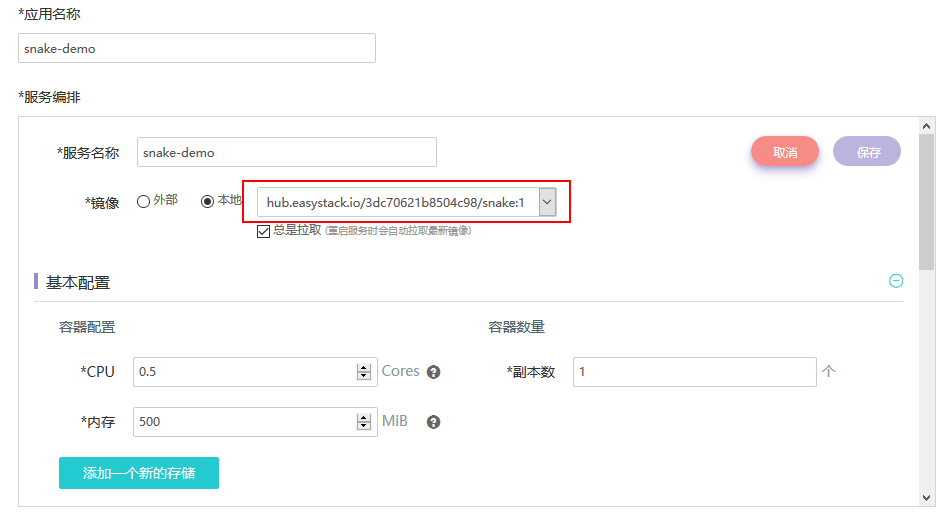 *应用名称
snake-demo
*服务编排
*服务名称 snake-demo 取消 保存
*镜像 外部 本地 hub.easystack.io/3dc70621b8504c98/snake:1
总是拉取 (重启服务时会自动拉取最新镜像)
基本配置
容器配置 容器数量
*CPU 0.5 Cores ? *副本数 1 个
*内存 500 MiB ?
添加一个新的存储